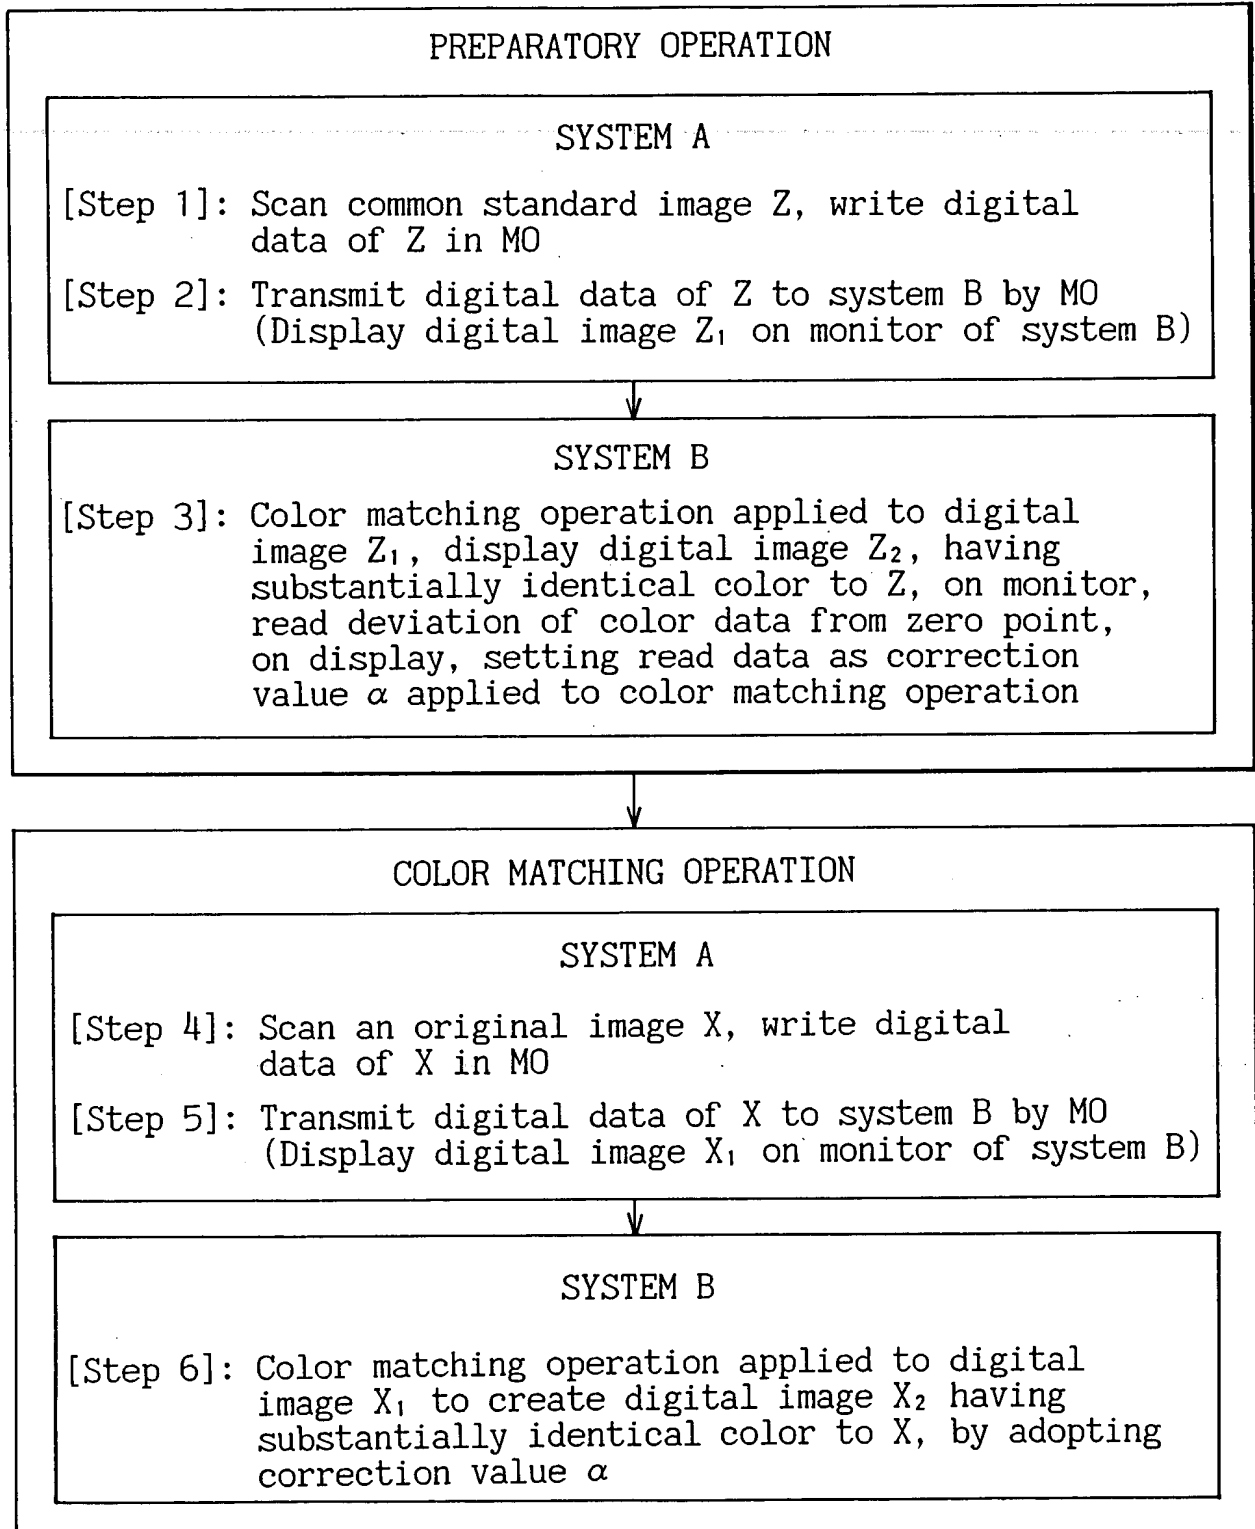 PREPARATORY OPERATION
SYSTEM A
[Step 1]: Scan common standard image Z, write digital
data of Z in MO
[Step 2]: Transmit digital data of Z to system B by MO
(Display digital image Z₁ on monitor of system B)
SYSTEM B
[Step 3]: Color matching operation applied to digital
image Z₁, display digital image Z₂, having
substantially identical color to Z, on monitor,
read deviation of color data from zero point,
on display, setting read data as correction
value α applied to color matching operation
COLOR MATCHING OPERATION
SYSTEM A
[Step 4]: Scan an original image X, write digital
data of X in MO
[Step 5]: Transmit digital data of X to system B by MO
(Display digital image X₁ on monitor of system B)
SYSTEM B
[Step 6]: Color matching operation applied to digital
image X₁ to create digital image X₂ having
substantially identical color to X, by adopting
correction value α